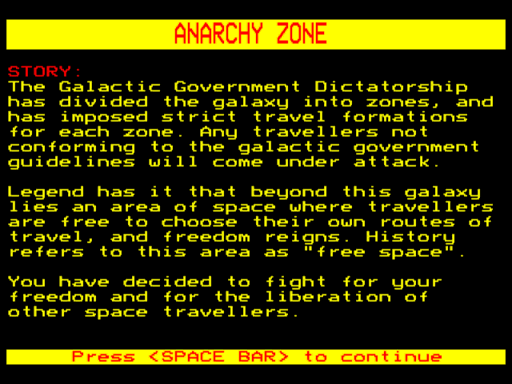 ANARCHY ZONE
STORY:
The Galactic Government Dictatorship
has divided the galaxy into zones, and
has imposed strict travel formations
for each zone. Any travellers not
conforming to the galactic government
guidelines will come under attack.
Legend has it that beyond this galaxy
lies an area of space where travellers
are free to choose their own routes of
travel, and freedom reigns. History
refers to this area as "free space".
You have decided to fight for your
freedom and for the liberation of
other space travellers.
Press <SPACE BAR> to continue